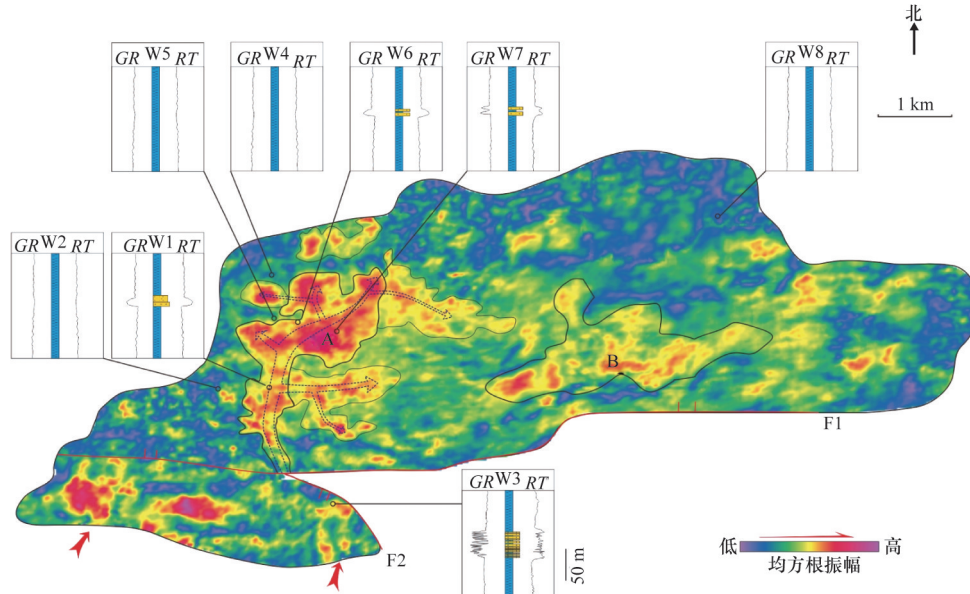 北
GR W5 RT
GR W4 RT
GR W6 RT
GR W7 RT
W8
GR RT
1 km
GR W2 RT
GR W1 RT
A
B
F1
GR W3 RT
F2
50 m
低
高
均方根振幅